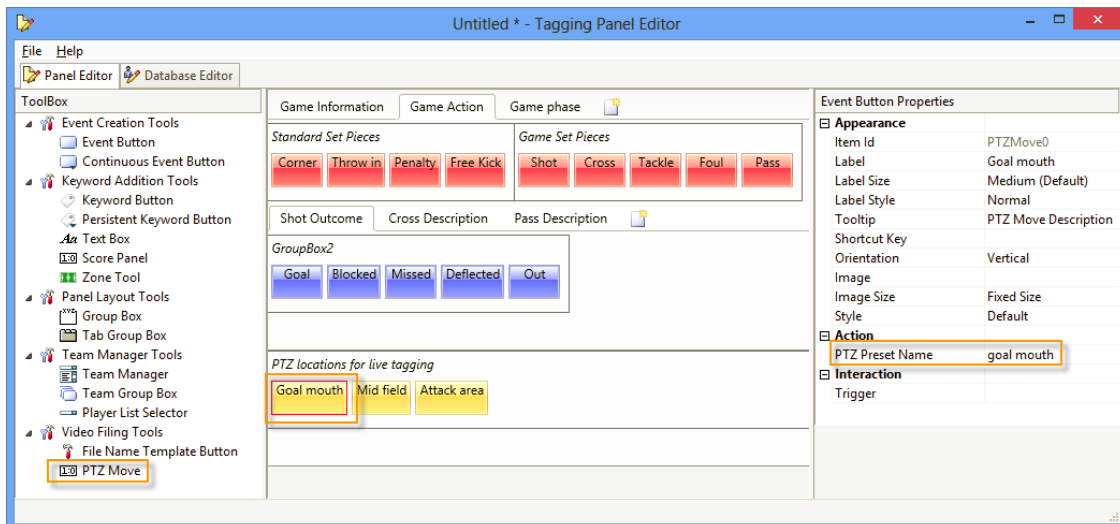 Untitled * - Tagging Panel Editor
File Help
Panel Editor Database Editor
ToolBox
Event Creation Tools
Event Button
Continuous Event Button
Keyword Addition Tools
Keyword Button
Persistent Keyword Button
Aa Text Box
1:0 Score Panel
Zone Tool
Panel Layout Tools
XYZ Group Box
Tab Group Box
Team Manager Tools
Team Manager
Team Group Box
Player List Selector
Video Filing Tools
File Name Template Button
1:0 PTZ Move
Game Information Game Action Game phase
Standard Set Pieces
Corner Throw in Penalty Free Kick
Game Set Pieces
Shot Cross Tackle Foul Pass
Shot Outcome Cross Description Pass Description
GroupBox2
Goal Blocked Missed Deflected Out
PTZ locations for live tagging
Goal mouth Mid field Attack area
Event Button Properties
Appearance
Item Id PTZMove0
Label Goal mouth
Label Size Medium (Default)
Label Style Normal
Tooltip PTZ Move Description
Shortcut Key
Orientation Vertical
Image
Image Size Fixed Size
Style Default
Action
PTZ Preset Name goal mouth
Interaction
Trigger